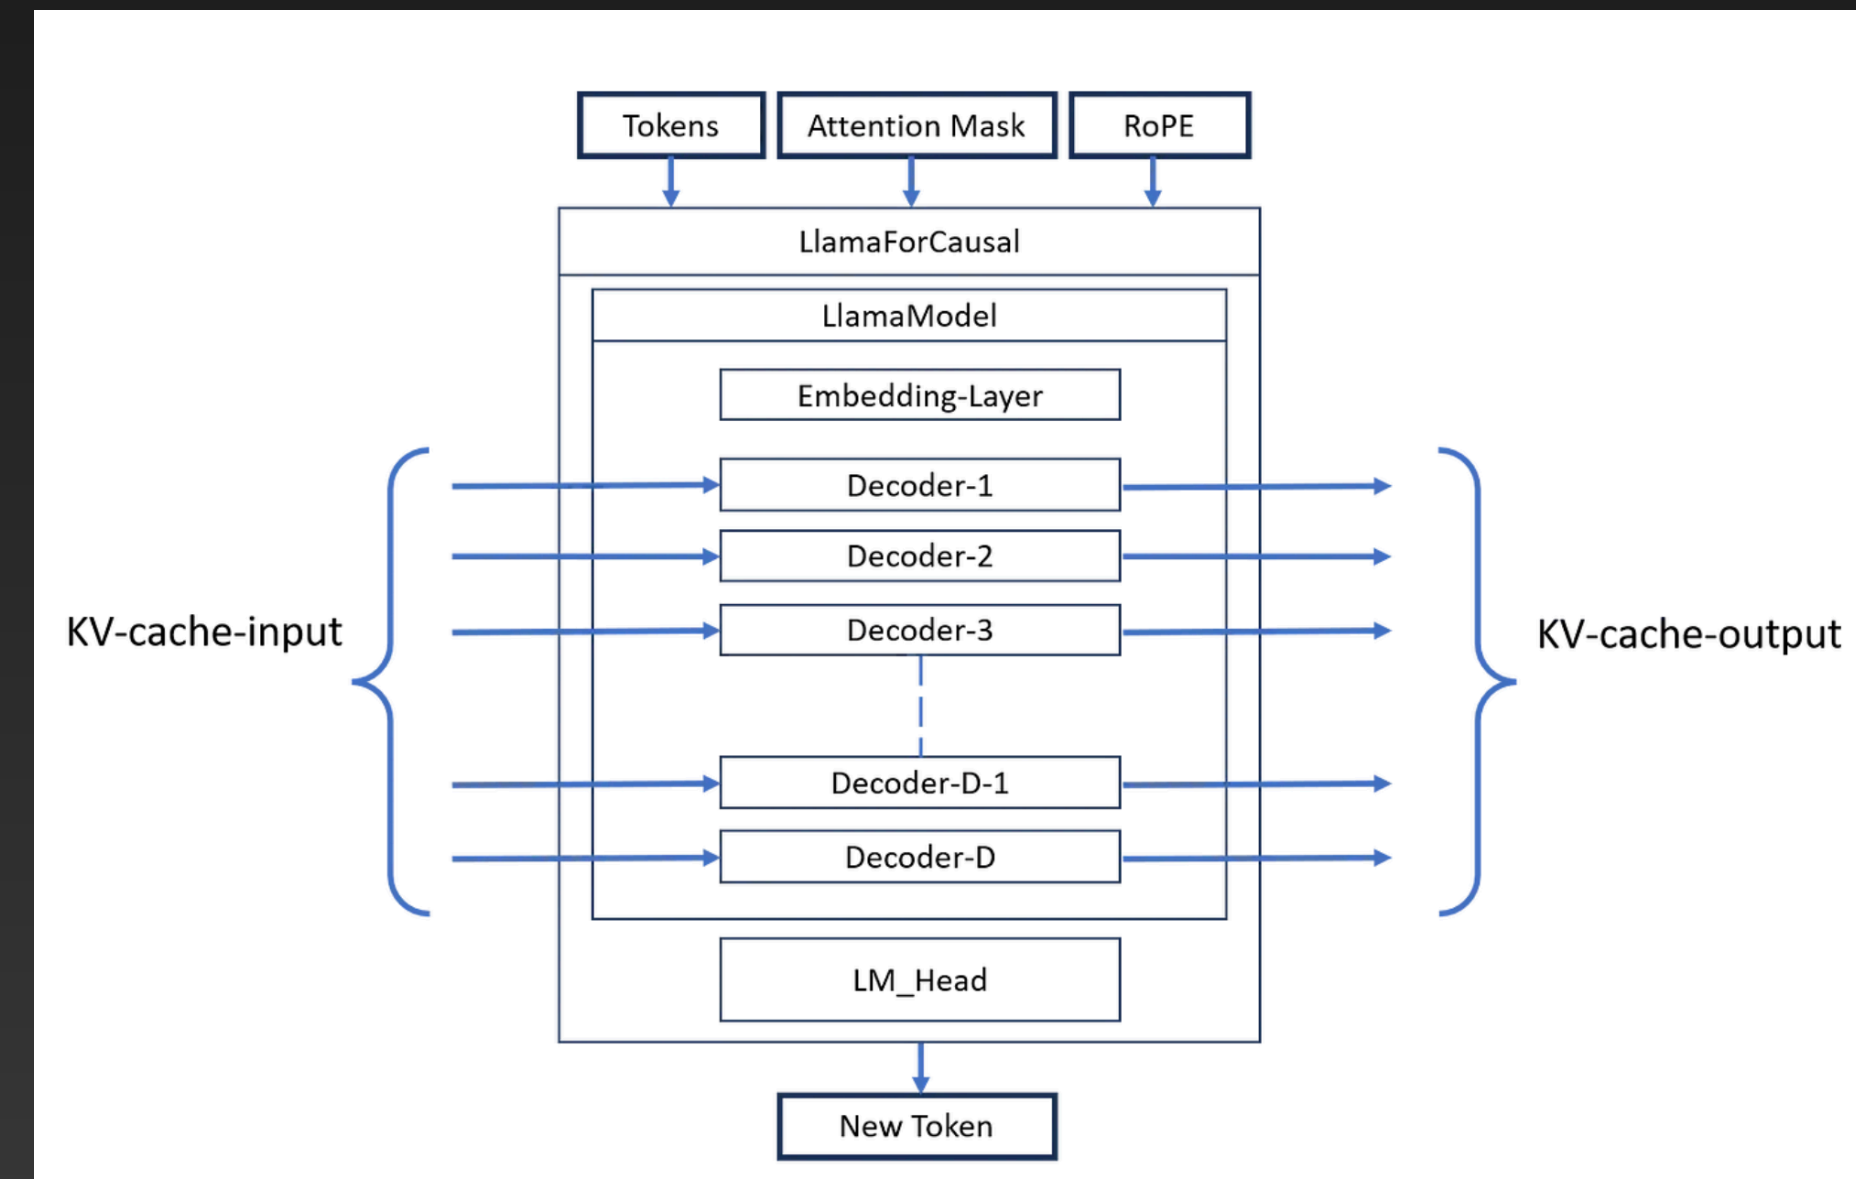 Tokens
Attention Mask
RoPE
LlamaForCausal
LlamaModel
Embedding-Layer
Decoder-1
Decoder-2
Decoder-3
KV-cache-input
KV-cache-output
Decoder-D-1
Decoder-D
LM_Head
New Token